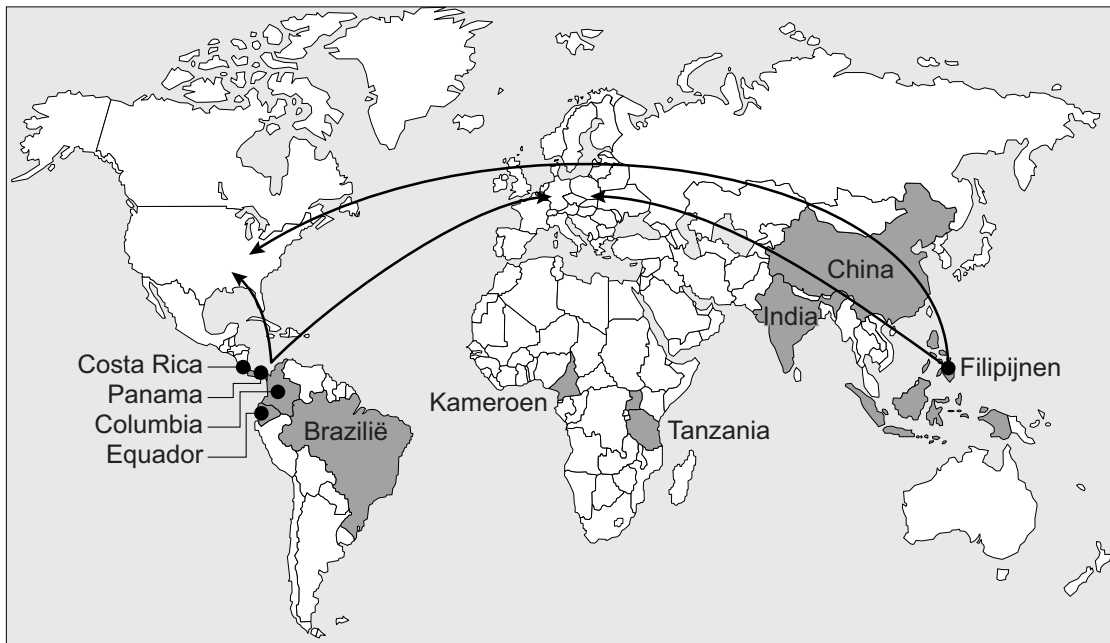 China
India
Costa Rica
Filipijnen
Panama
Kameroen
Columbia
Brazilië
Tanzania
Equador